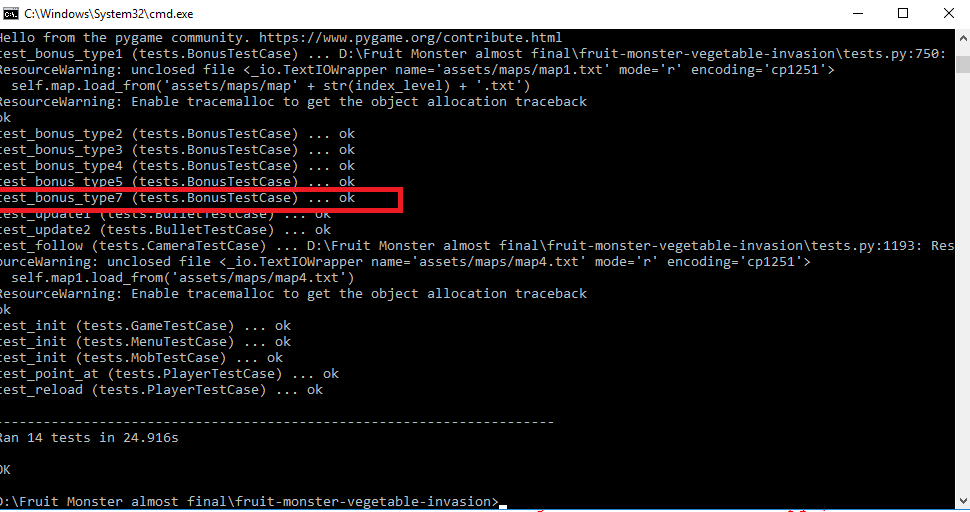 C:\Windows\System32\cmd.exe
Hello from the pygame community. https://www.pygame.org/contribute.html
test_bonus_type1 (tests.BonusTestCase) ... D:\Fruit Monster almost final\fruit-monster-vegetable-invasion\tests.py:750:
ResourceWarning: unclosed file <_io.TextIOWrapper name='assets/maps/map1.txt' mode='r' encoding='cp1251'>
self.map.load_from('assets/maps/map' + str(index_level) + '.txt')
ResourceWarning: Enable tracemalloc to get the object allocation traceback
ok
test_bonus_type2 (tests.BonusTestCase) ... ok
test_bonus_type3 (tests.BonusTestCase) ... ok
test_bonus_type4 (tests.BonusTestCase) ... ok
test_bonus_type5 (tests.BonusTestCase) ... ok
test_bonus_type7 (tests.BonusTestCase) ... ok
test_update1 (tests.BulletTestCase) ... ok
test_update2 (tests.BulletTestCase) ... ok
test_follow (tests.CameraTestCase) ... D:\Fruit Monster almost final\fruit-monster-vegetable-invasion\tests.py:1193: Res
ourceWarning: unclosed file <_io.TextIOWrapper name='assets/maps/map4.txt' mode='r' encoding='cp1251'>
self.map1.load_from('assets/maps/map4.txt')
ResourceWarning: Enable tracemalloc to get the object allocation traceback
ok
test_init (tests.GameTestCase) ... ok
test_init (tests.MenuTestCase) ... ok
test_init (tests.MobTestCase) ... ok
test_point_at (tests.PlayerTestCase) ... ok
test_reload (tests.PlayerTestCase) ... ok
----------------------------------------------------------------------
Ran 14 tests in 24.916s
OK
D:\Fruit Monster almost final\fruit-monster-vegetable-invasion>